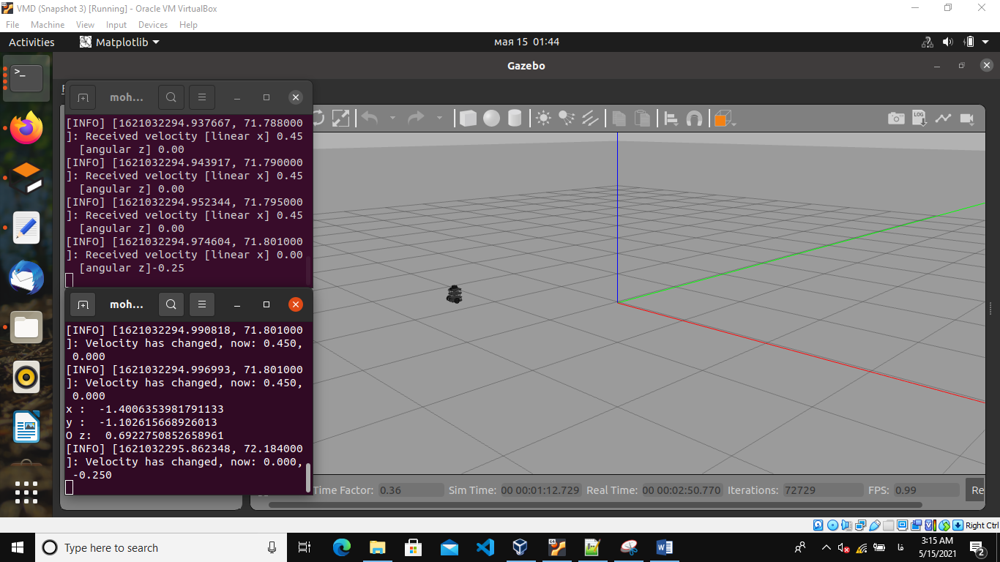 VMD (Snapshot 3) [Running] - Oracle VM VirtualBox
File Machine View Input Devices Help
Activities Matplotlib мая 15 01:44
Gazebo
moh...
[INFO] [1621032294.937667, 71.788000
]: Received velocity [linear x] 0.45
[angular z] 0.00
[INFO] [1621032294.943917, 71.790000
]: Received velocity [linear x] 0.45
[angular z] 0.00
[INFO] [1621032294.952344, 71.795000
]: Received velocity [linear x] 0.45
[angular z] 0.00
[INFO] [1621032294.974604, 71.801000
]: Received velocity [linear x] 0.00
[angular z]-0.25
LOG
moh...
[INFO] [1621032294.990818, 71.801000
]: Velocity has changed, now: 0.450,
0.000
[INFO] [1621032294.996993, 71.801000
]: Velocity has changed, now: 0.450,
0.000
x : -1.4006353981791133
y : -1.102615668926013
O z: 0.6922750852658961
[INFO] [1621032295.862348, 72.184000
]: Velocity has changed, now: 0.000,
-0.250
Time Factor: 0.36 Sim Time: 00 00:01:12.729 Real Time: 00 00:02:50.770 Iterations: 72729 FPS: 0.99 Re
Right Ctrl
Type here to search
فا
3:15 AM
5/15/2021
2